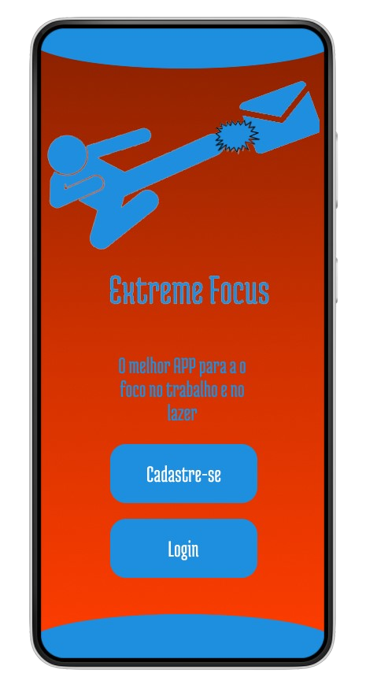 Extreme Focus
O melhor APP para a o
foco no trabalho e no
lazer
Cadastre-se
Login